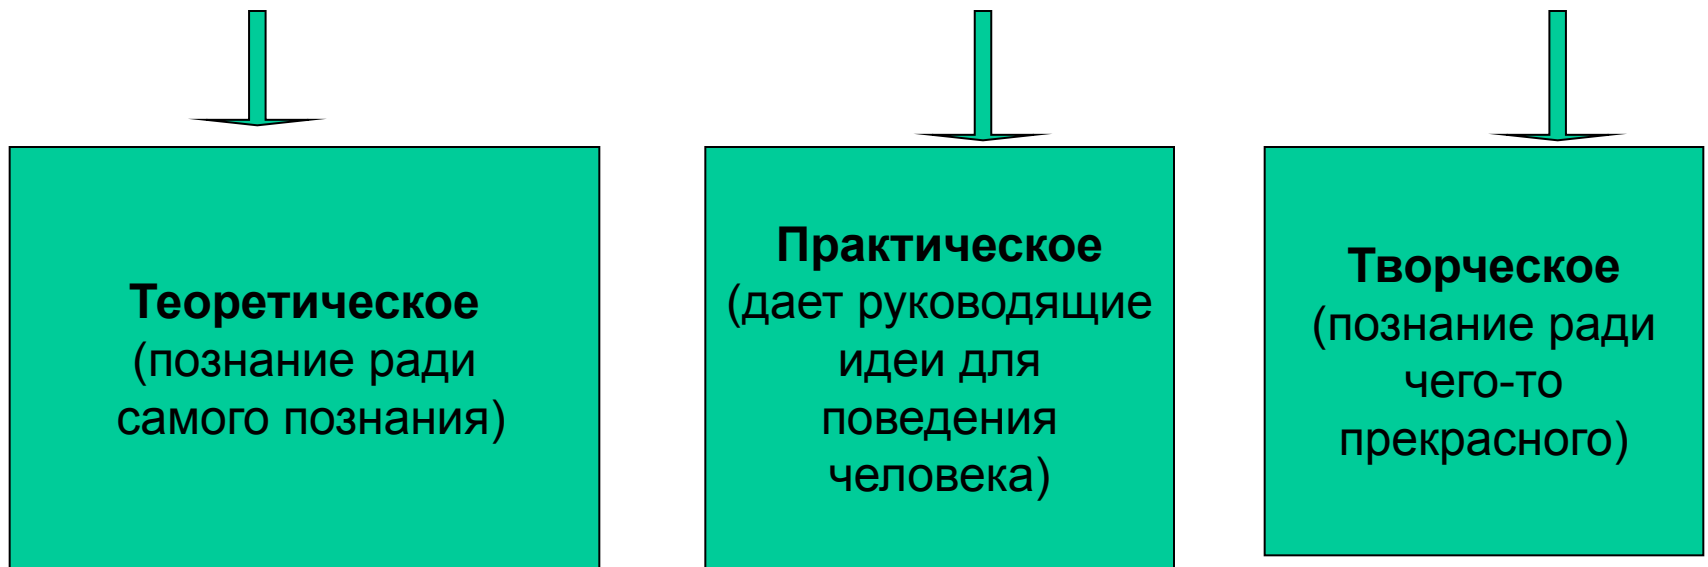 Теоретическое
(познание ради
самого познания)
Практическое
(дает руководящие
идеи для
поведения
человека)
Творческое
(познание ради
чего-то
прекрасного)